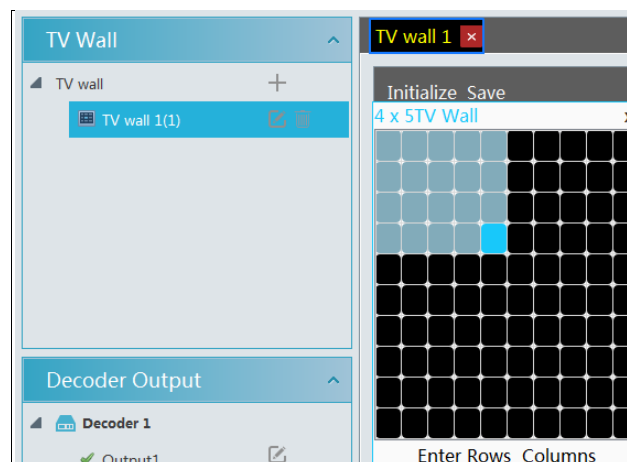 TV Wall
TV wall
TV wall 1(1)
Decoder Output
Decoder 1
Output1
TV wall 1 ×
Initialize Save
4 x 5TV Wall
Enter Rows Columns